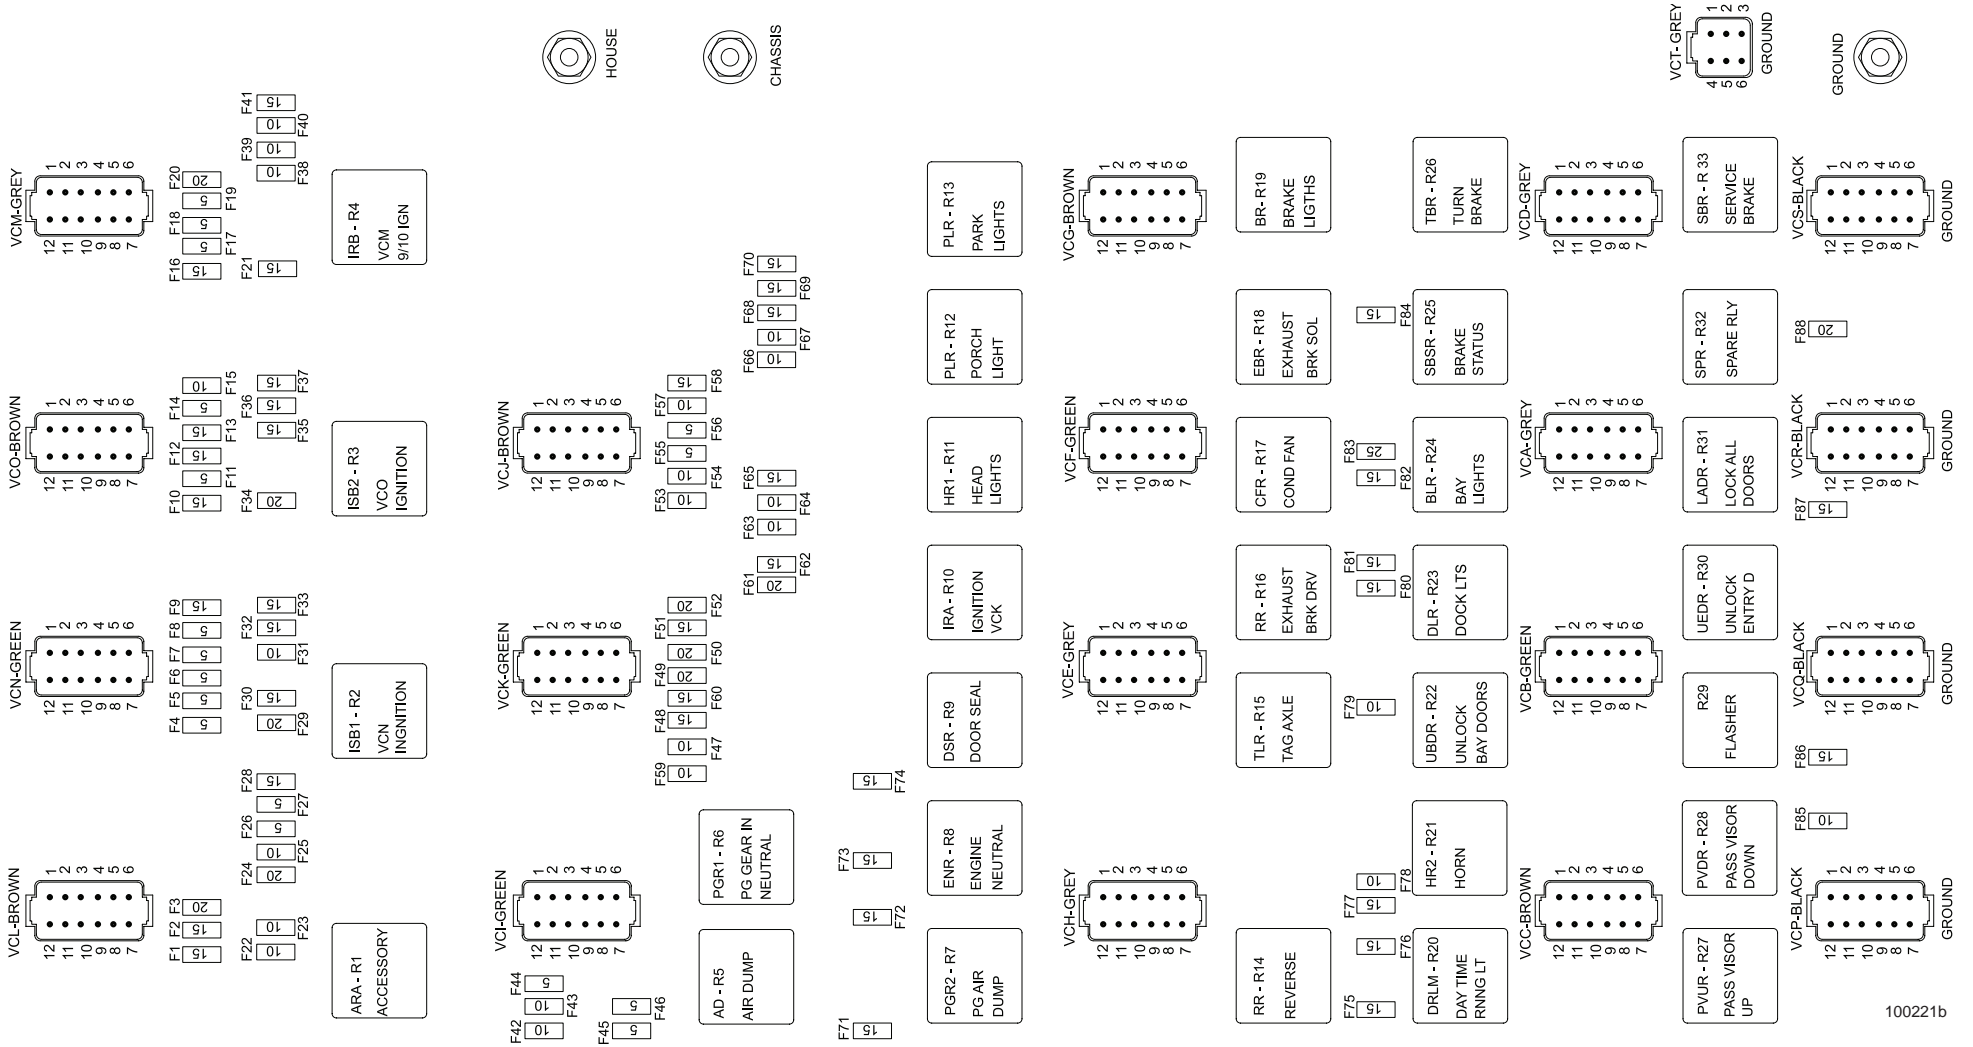 VCL-BROWN
12 1
11 2
10 3
9 4
8 5
7 6
VCN-GREEN
12 1
11 2
10 3
9 4
8 5
7 6
VCO-BROWN
12 1
11 2
10 3
9 4
8 5
7 6
VCM-GREY
12 1
11 2
10 3
9 4
8 5
7 6
F1 15
F2 15
F3 20
F4 5
F5 5
F6 5
F7 5
F8 5
F9 15
F10 15
F11 5
F12 15
F13 15
F14 5
F15 10
F16 15
F17 5
F18 5
F19 5
F20 20
F22 10
F23 10
F24 20
F25 10
F26 5
F27 5
F28 15
F29 20
F30 15
F31 10
F32 15
F33 15
F34 20
F35 15
F36 15
F37 15
F21 15
F38 10
F39 10
F40 10
F41 15
ARA - R1
ACCESSORY
ISB1 - R2
VCN
INGNITION
ISB2 - R3
VCO
IGNITION
IRB - R4
VCM
9/10 IGN
VCI-GREEN
12 1
11 2
10 3
9 4
8 5
7 6
VCK-GREEN
12 1
11 2
10 3
9 4
8 5
7 6
VCJ-BROWN
12 1
11 2
10 3
9 4
8 5
7 6
HOUSE
F42 10
F43 10
F44 5
F45 5
F46 5
F59 10
F47 10
F48 15
F60 15
F49 20
F50 20
F51 15
F52 20
F53 10
F54 10
F55 5
F56 5
F57 10
F58 15
AD - R5
AIR DUMP
PGR1 - R6
PG GEAR IN
NEUTRAL
CHASSIS
F61 20
F62 15
F63 10
F64 10
F65 15
F66 10
F67 10
F68 15
F69 15
F70 15
F71 15
F72 15
F73 15
F74 15
PGR2 - R7
PG AIR
DUMP
ENR - R8
ENGINE
NEUTRAL
DSR - R9
DOOR SEAL
IRA - R10
IGNITION
VCK
HR1 - R11
HEAD
LIGHTS
PLR - R12
PORCH
LIGHT
PLR - R13
PARK
LIGHTS
VCH-GREY
12 1
11 2
10 3
9 4
8 5
7 6
VCE-GREY
12 1
11 2
10 3
9 4
8 5
7 6
VCF-GREEN
12 1
11 2
10 3
9 4
8 5
7 6
VCG-BROWN
12 1
11 2
10 3
9 4
8 5
7 6
RR - R14
REVERSE
TLR - R15
TAG AXLE
RR - R16
EXHAUST
BRK DRV
CFR - R17
COND FAN
EBR - R18
EXHAUST
BRK SOL
BR- R19
BRAKE
LIGTHS
F75 15
F76 15
F77 15
F78 10
F79 10
F80 15
F81 15
F82 15
F83 25
F84 15
DRLM - R20
DAY TIME
RNNG LT
HR2 - R21
HORN
UBDR - R22
UNLOCK
BAY DOORS
DLR - R23
DOCK LTS
BLR - R24
BAY
LIGHTS
SBSR - R25
BRAKE
STATUS
TBR - R26
TURN
BRAKE
VCC-BROWN
12 1
11 2
10 3
9 4
8 5
7 6
VCB-GREEN
12 1
11 2
10 3
9 4
8 5
7 6
VCA-GREY
12 1
11 2
10 3
9 4
8 5
7 6
VCD-GREY
12 1
11 2
10 3
9 4
8 5
7 6
PVUR - R27
PASS VISOR
UP
PVDR - R28
PASS VISOR
DOWN
R29
FLASHER
UEDR - R30
UNLOCK
ENTRY D
LADR - R31
LOCK ALL
DOORS
SPR - R32
SPARE RLY
SBR - R33
SERVICE
BRAKE
VCT- GREY
4 1
5 2
6 3
GROUND
F85 10
F86 15
F87 15
F88 20
VCP-BLACK
12 1
11 2
10 3
9 4
8 5
7 6
GROUND
VCQ-BLACK
12 1
11 2
10 3
9 4
8 5
7 6
GROUND
VCR-BLACK
12 1
11 2
10 3
9 4
8 5
7 6
GROUND
VCS-BLACK
12 1
11 2
10 3
9 4
8 5
7 6
GROUND
GROUND
100221b